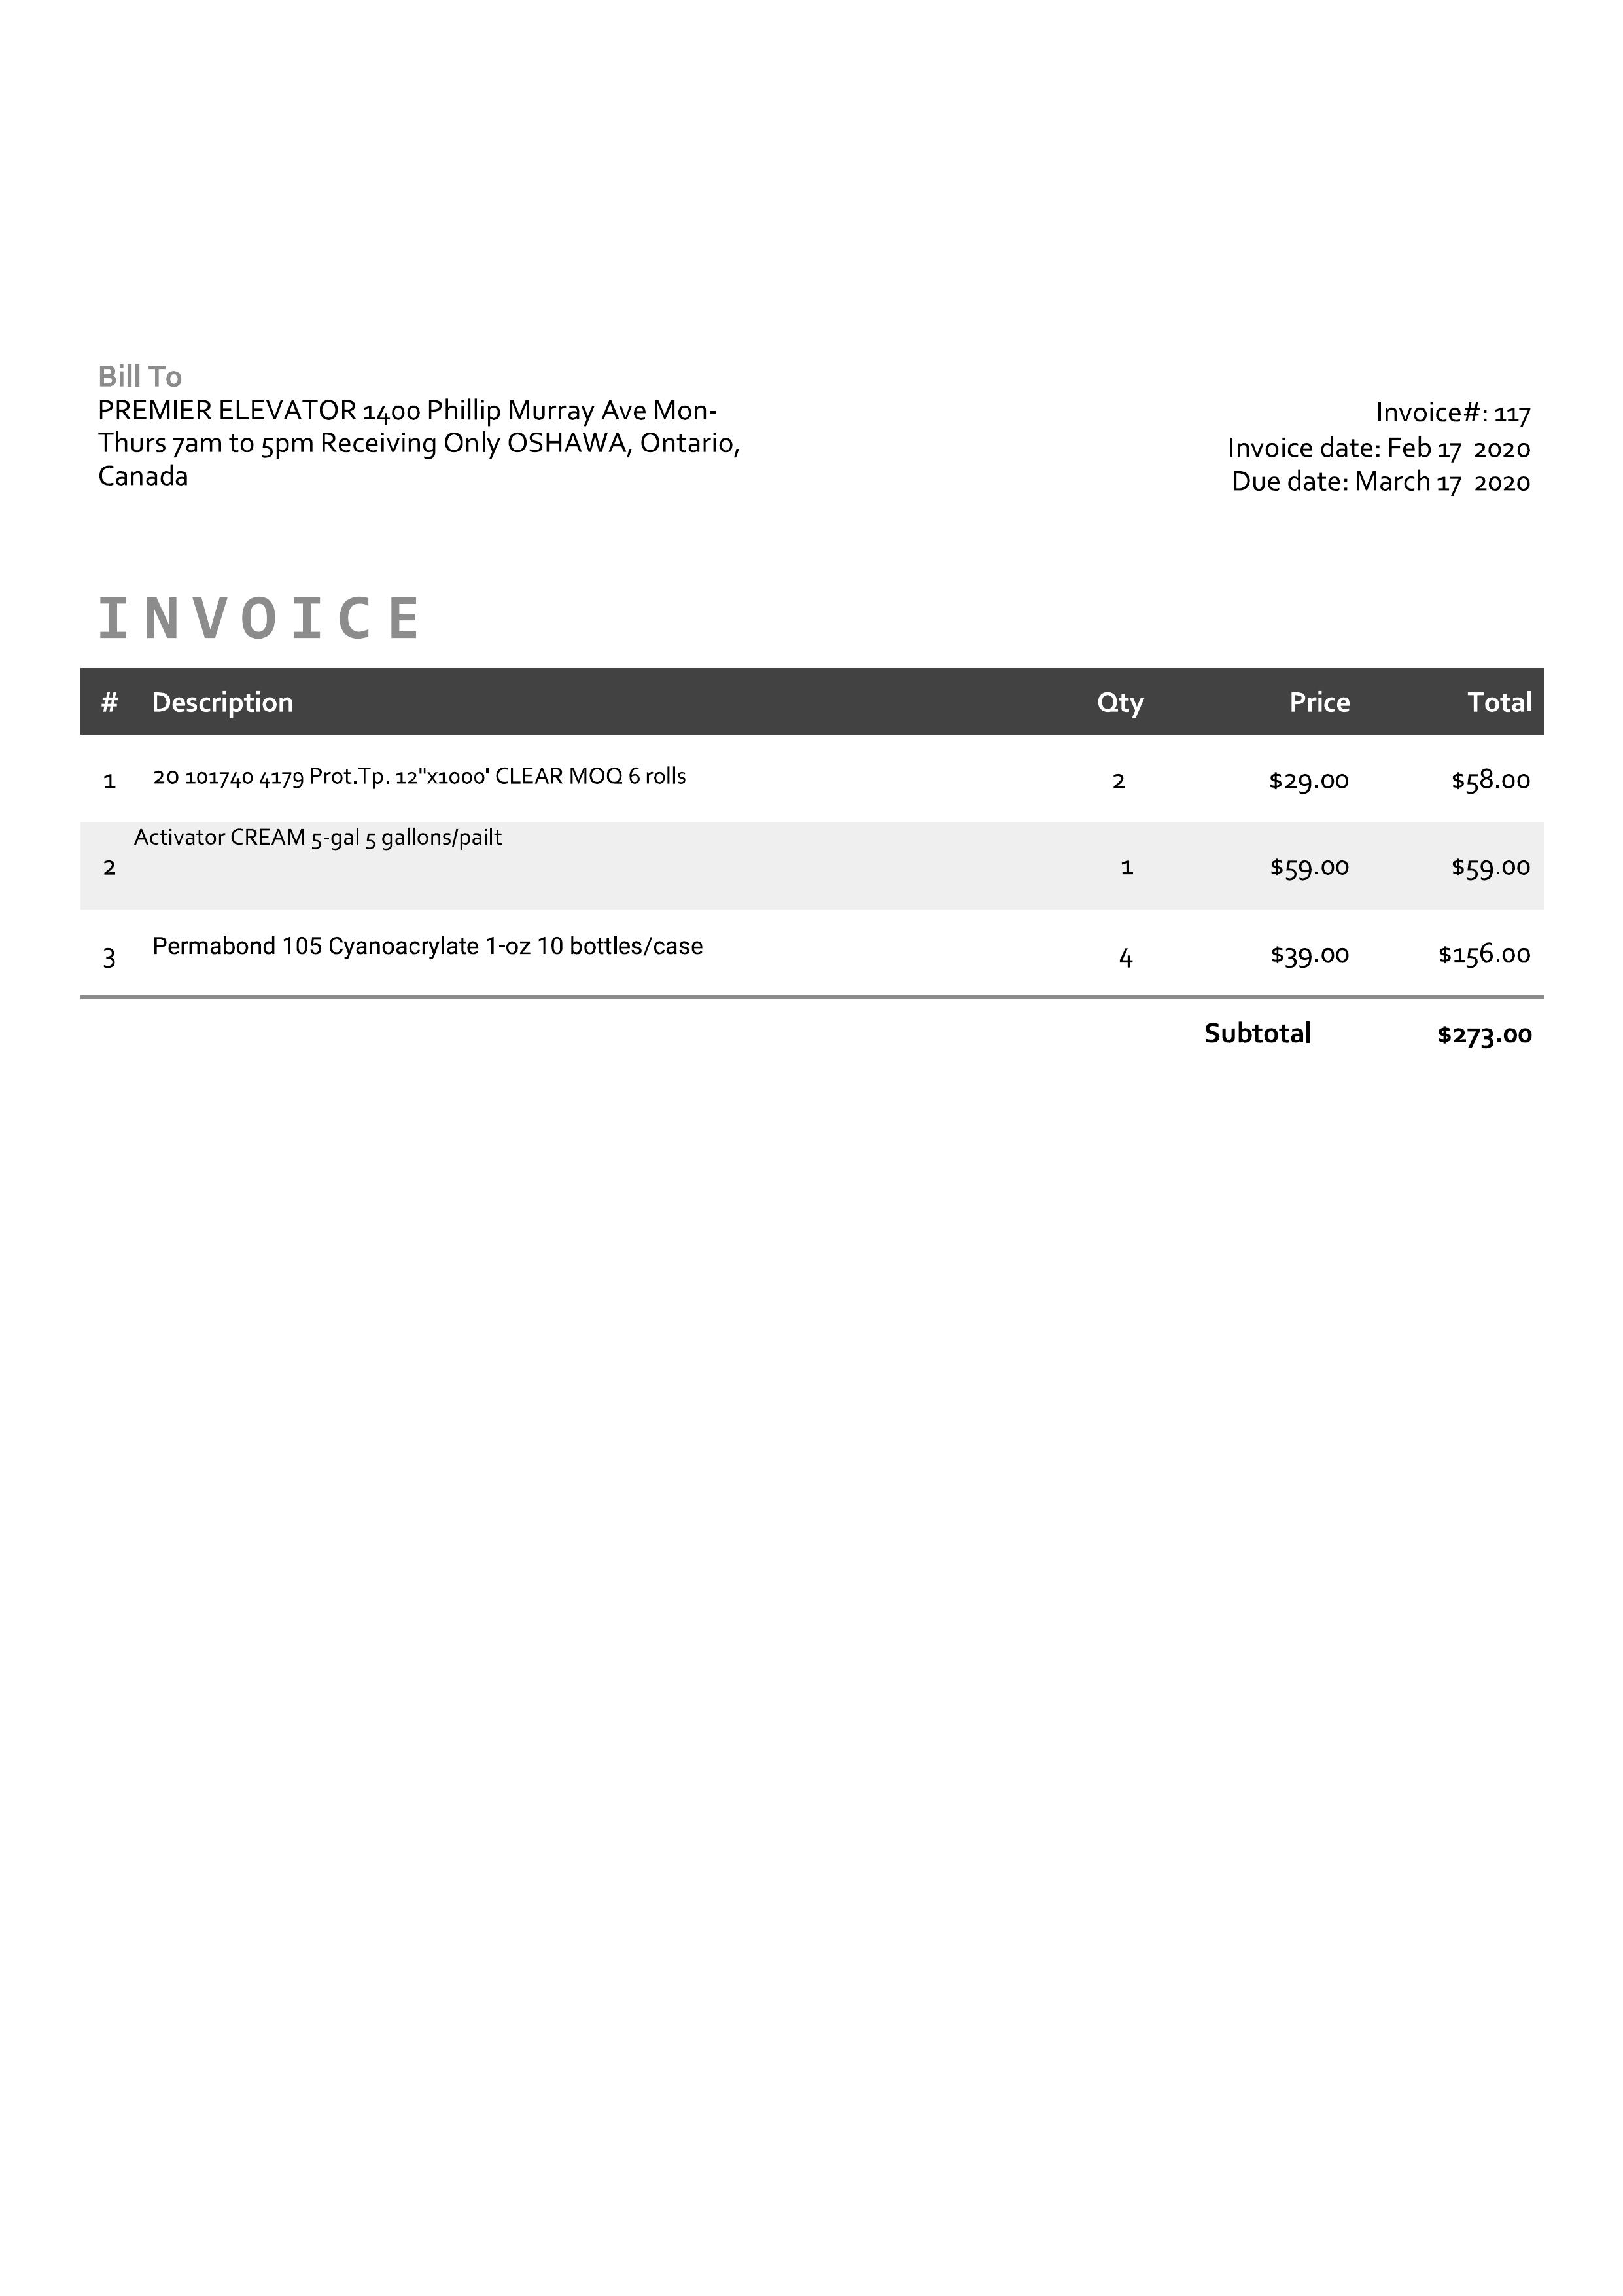 Bill To
PREMIER ELEVATOR 1400 Phillip Murray Ave Mon-
Thurs 7am to 5pm Receiving Only OSHAWA, Ontario,
Canada
Invoice#: 117
Invoice date: Feb 17 2020
Due date: March 17 2020
INVOICE
# Description Qty Price Total
1 20 101740 4179 Prot.Tp. 12"x1000' CLEAR MOQ 6 rolls 2 $29.00 $58.00
2 Activator CREAM 5-gal 5 gallons/pailt 1 $59.00 $59.00
3 Permabond 105 Cyanoacrylate 1-oz 10 bottles/case 4 $39.00 $156.00
Subtotal $273.00